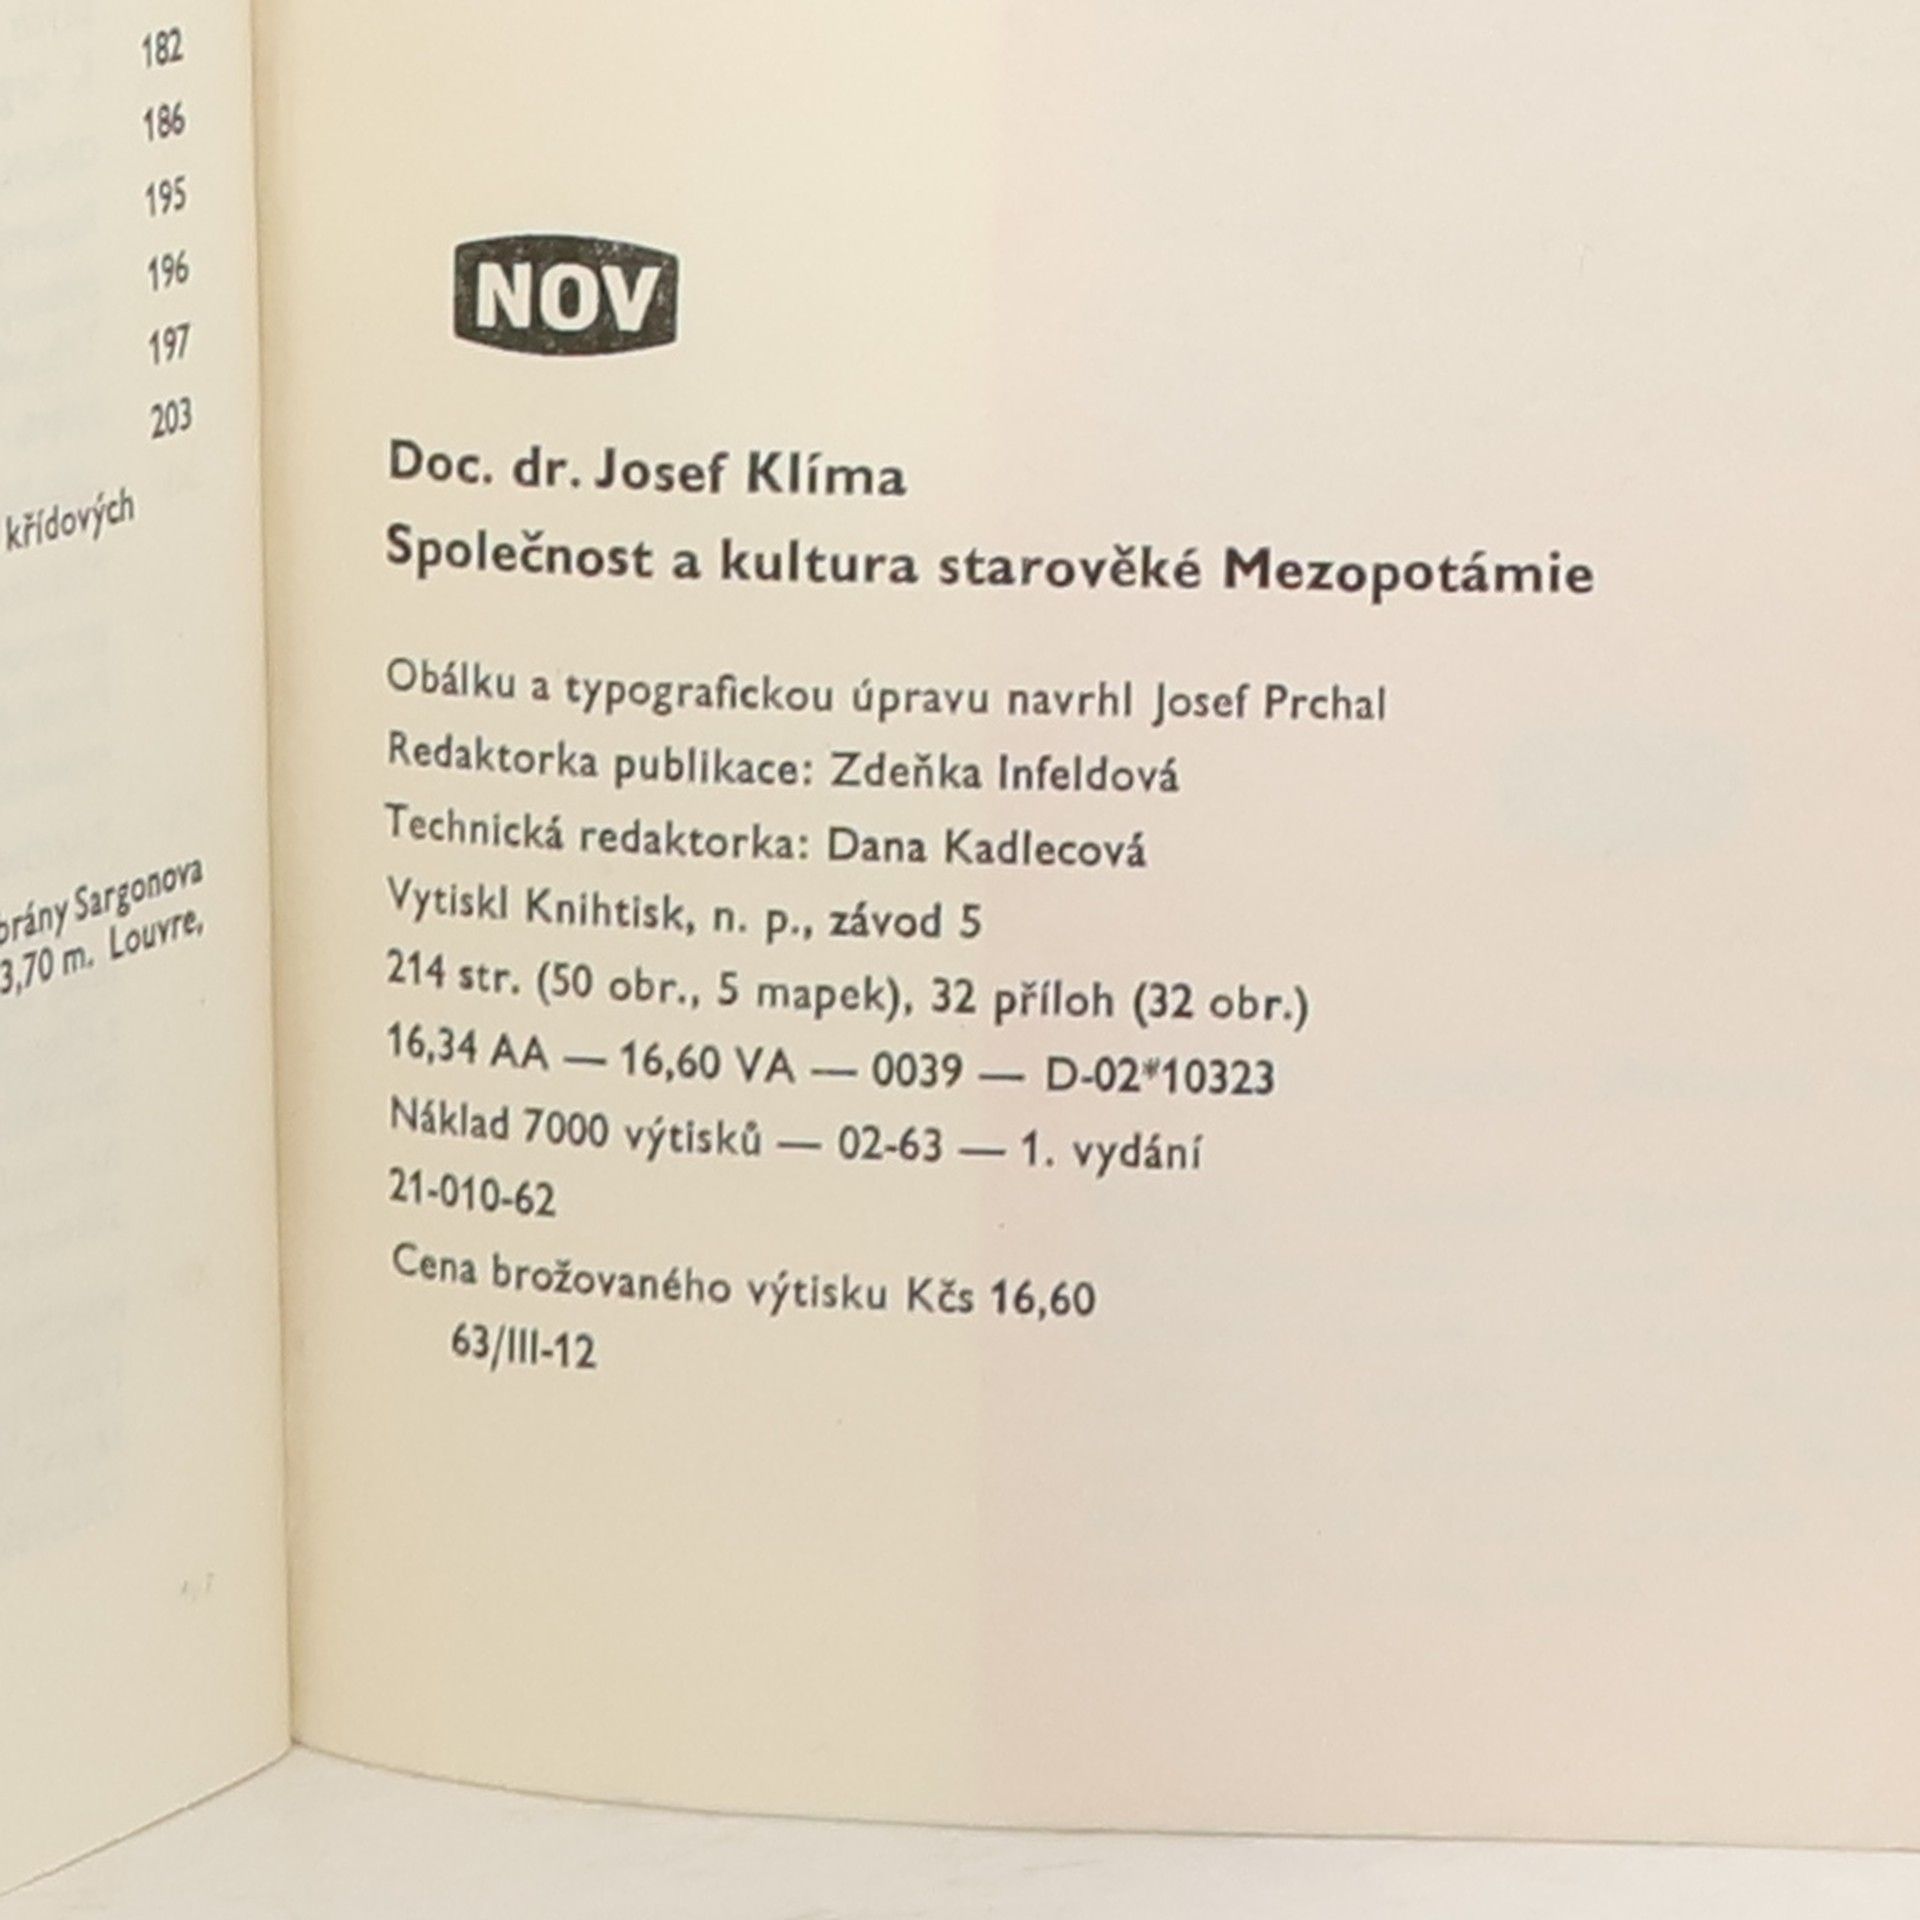 182
186
195
196
197
203
křídových
brány Sargonova
3,70 m. Louvre,
NOV
Doc. dr. Josef Klíma
Společnost a kultura starověké Mezopotámie
Obálku a typografickou úpravu navrhl Josef Prchal
Redaktorka publikace: Zdeňka Infeldová
Technická redaktorka: Dana Kadlecová
Vytiskl Knihtisk, n. p., závod 5
214 str. (50 obr., 5 mapek), 32 příloh (32 obr.)
16,34 AA — 16,60 VA — 0039 — D-02*10323
Náklad 7000 výtisků — 02-63 — 1. vydání
21-010-62
Cena brožovaného výtisku Kčs 16,60
63/III-12